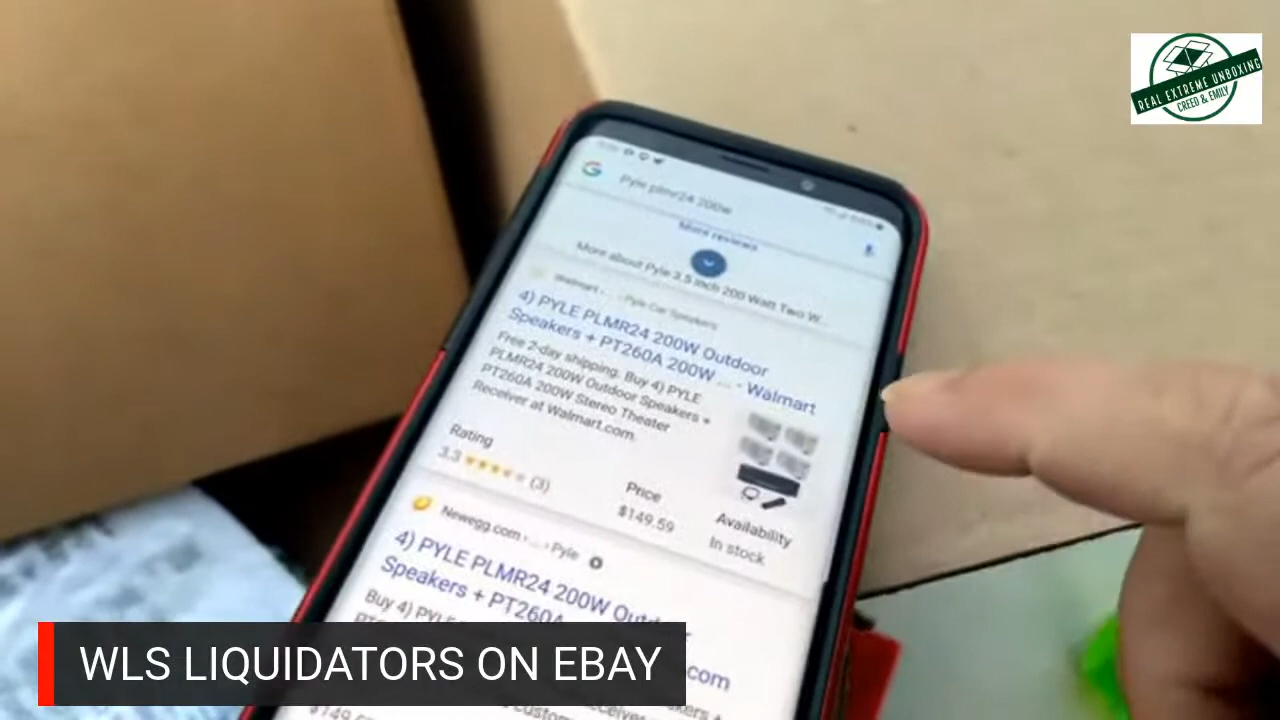 REAL EXTREME UNBOXING
CREED & EMILY
Pyle plmr24 200w
More reviews
More about Pyle 3.5 Inch 200 Watt Two W...
Walmart › ... › Pyle Car Speakers
4) PYLE PLMR24 200W Outdoor
Speakers + PT260A 200W ... - Walmart
Free 2-day shipping. Buy 4) PYLE
PLMR24 200W Outdoor Speakers +
PT260A 200W Stereo Theater
Receiver at Walmart.com.
Rating
3.3 (3)
Price
$149.59
Availability
In stock
Newegg.com › ... › Pyle
4) PYLE PLMR24 200W
Speakers + PT260A
.com
Buy 4)
WLS LIQUIDATORS ON EBAY